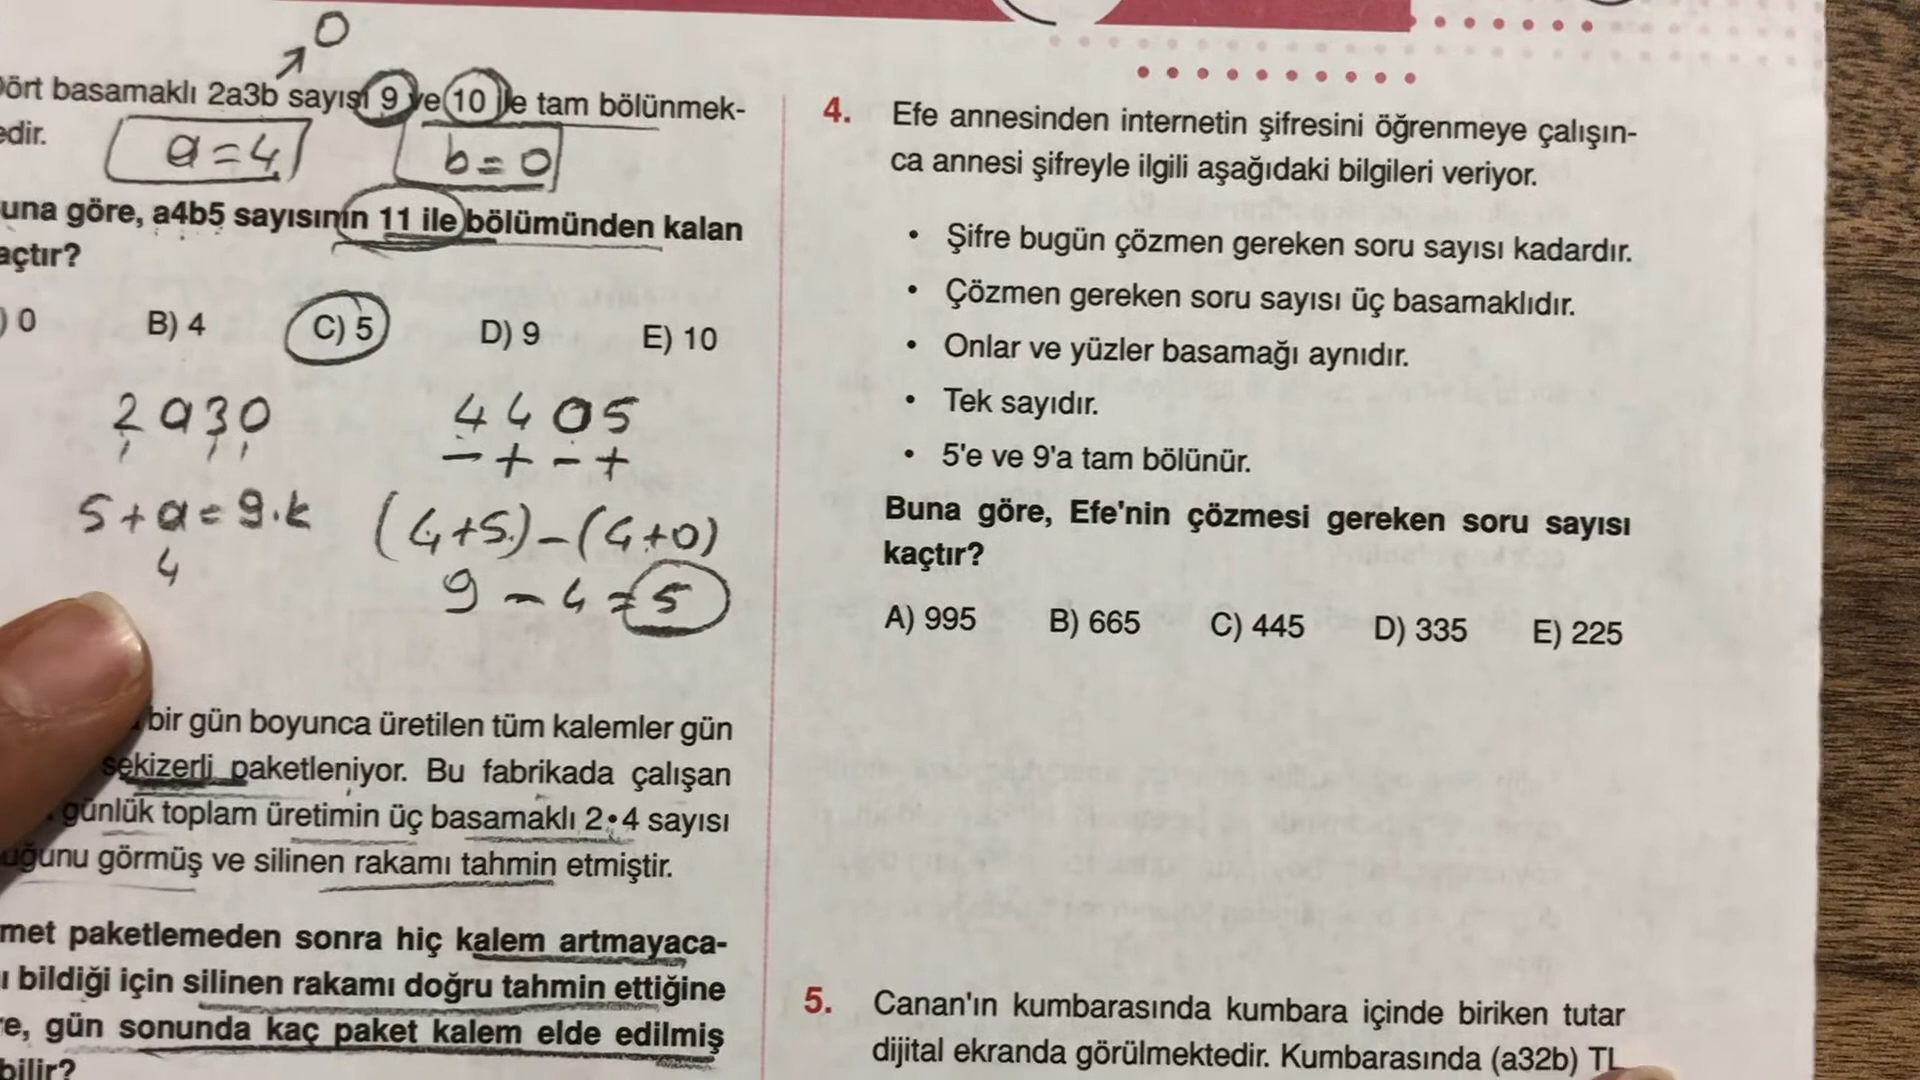 0
ört basamaklı 2a3b sayısı 9 ve 10 ile tam bölünmek-
edir.
a=4
b=0
una göre, a4b5 sayısının 11 ile bölümünden kalan
açtır?
) 0 B) 4 C) 5 D) 9 E) 10
2a30
5+a=9.k
4
4405
- + - +
(4+5)-(4+0)
9-4=5
bir gün boyunca üretilen tüm kalemler gün
sekizerli paketleniyor. Bu fabrikada çalışan
günlük toplam üretimin üç basamaklı 2•4 sayısı
uğunu görmüş ve silinen rakamı tahmin etmiştir.
met paketlemeden sonra hiç kalem artmayaca-
ı bildiği için silinen rakamı doğru tahmin ettiğine
e, gün sonunda kaç paket kalem elde edilmiş
bilir?
4. Efe annesinden internetin şifresini öğrenmeye çalışın-
ca annesi şifreyle ilgili aşağıdaki bilgileri veriyor.
• Şifre bugün çözmen gereken soru sayısı kadardır.
• Çözmen gereken soru sayısı üç basamaklıdır.
• Onlar ve yüzler basamağı aynıdır.
• Tek sayıdır.
• 5'e ve 9'a tam bölünür.
Buna göre, Efe'nin çözmesi gereken soru sayısı
kaçtır?
A) 995 B) 665 C) 445 D) 335 E) 225
5. Canan'ın kumbarasında kumbara içinde biriken tutar
dijital ekranda görülmektedir. Kumbarasında (a32b) TL